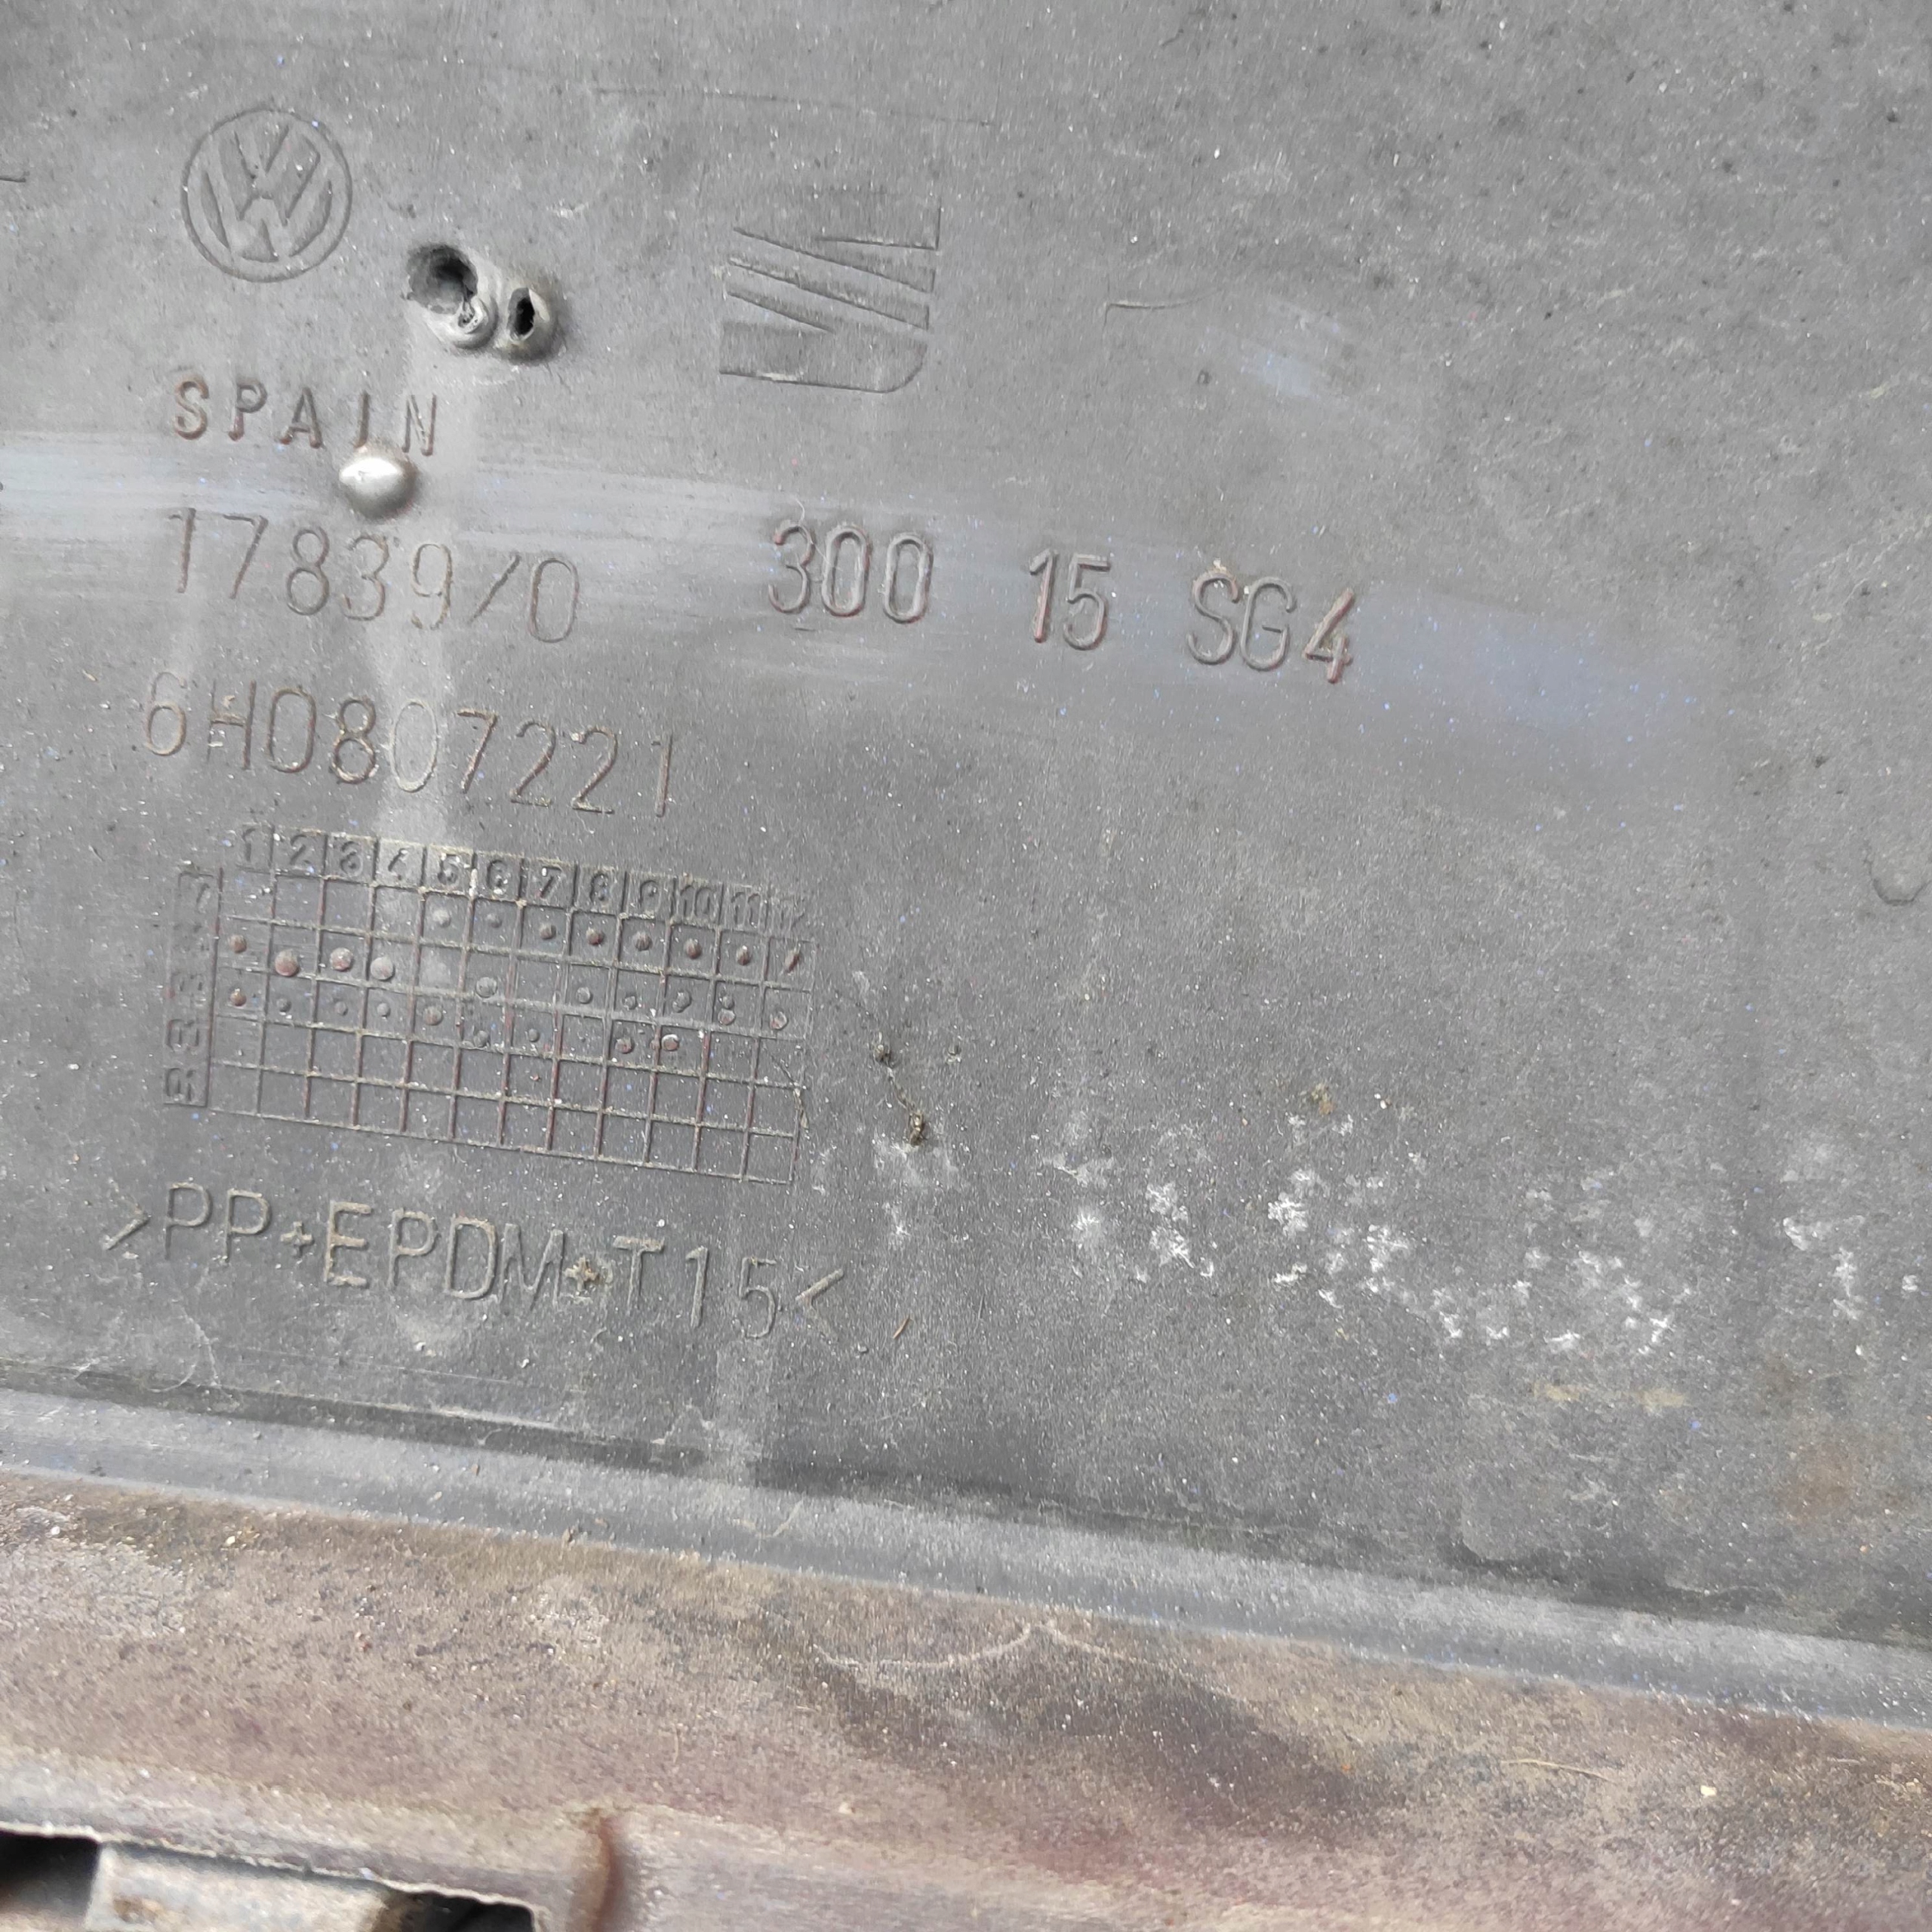 SPAIN
17839/0 300 15 SG4
6H0807221
1 2 3 4 5 6 7 8 9 10 11 12
>PP+EPDM+T15<